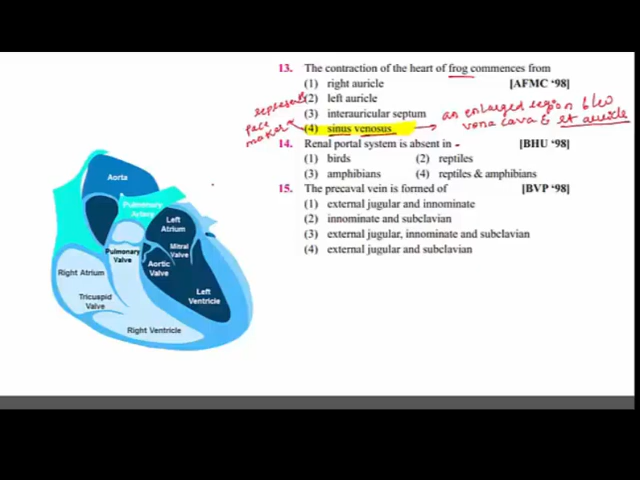 13. The contraction of the heart of frog commences from
(1) right auricle [AFMC '98]
(2) left auricle
(3) interauricular septum
(4) sinus venosus
represents
pace
maker
an enlarged region b/w
vena cava & rt auricle
14. Renal portal system is absent in - [BHU '98]
(1) birds (2) reptiles
(3) amphibians (4) reptiles & amphibians
15. The precaval vein is formed of [BVP '98]
(1) external jugular and innominate
(2) innominate and subclavian
(3) external jugular, innominate and subclavian
(4) external jugular and subclavian
Aorta
Pulmonary
Artery
Left
Atrium
Pulmonary
Valve
Mitral
Valve
Aortic
Valve
Right Atrium
Left
Ventricle
Tricuspid
Valve
Right Ventricle